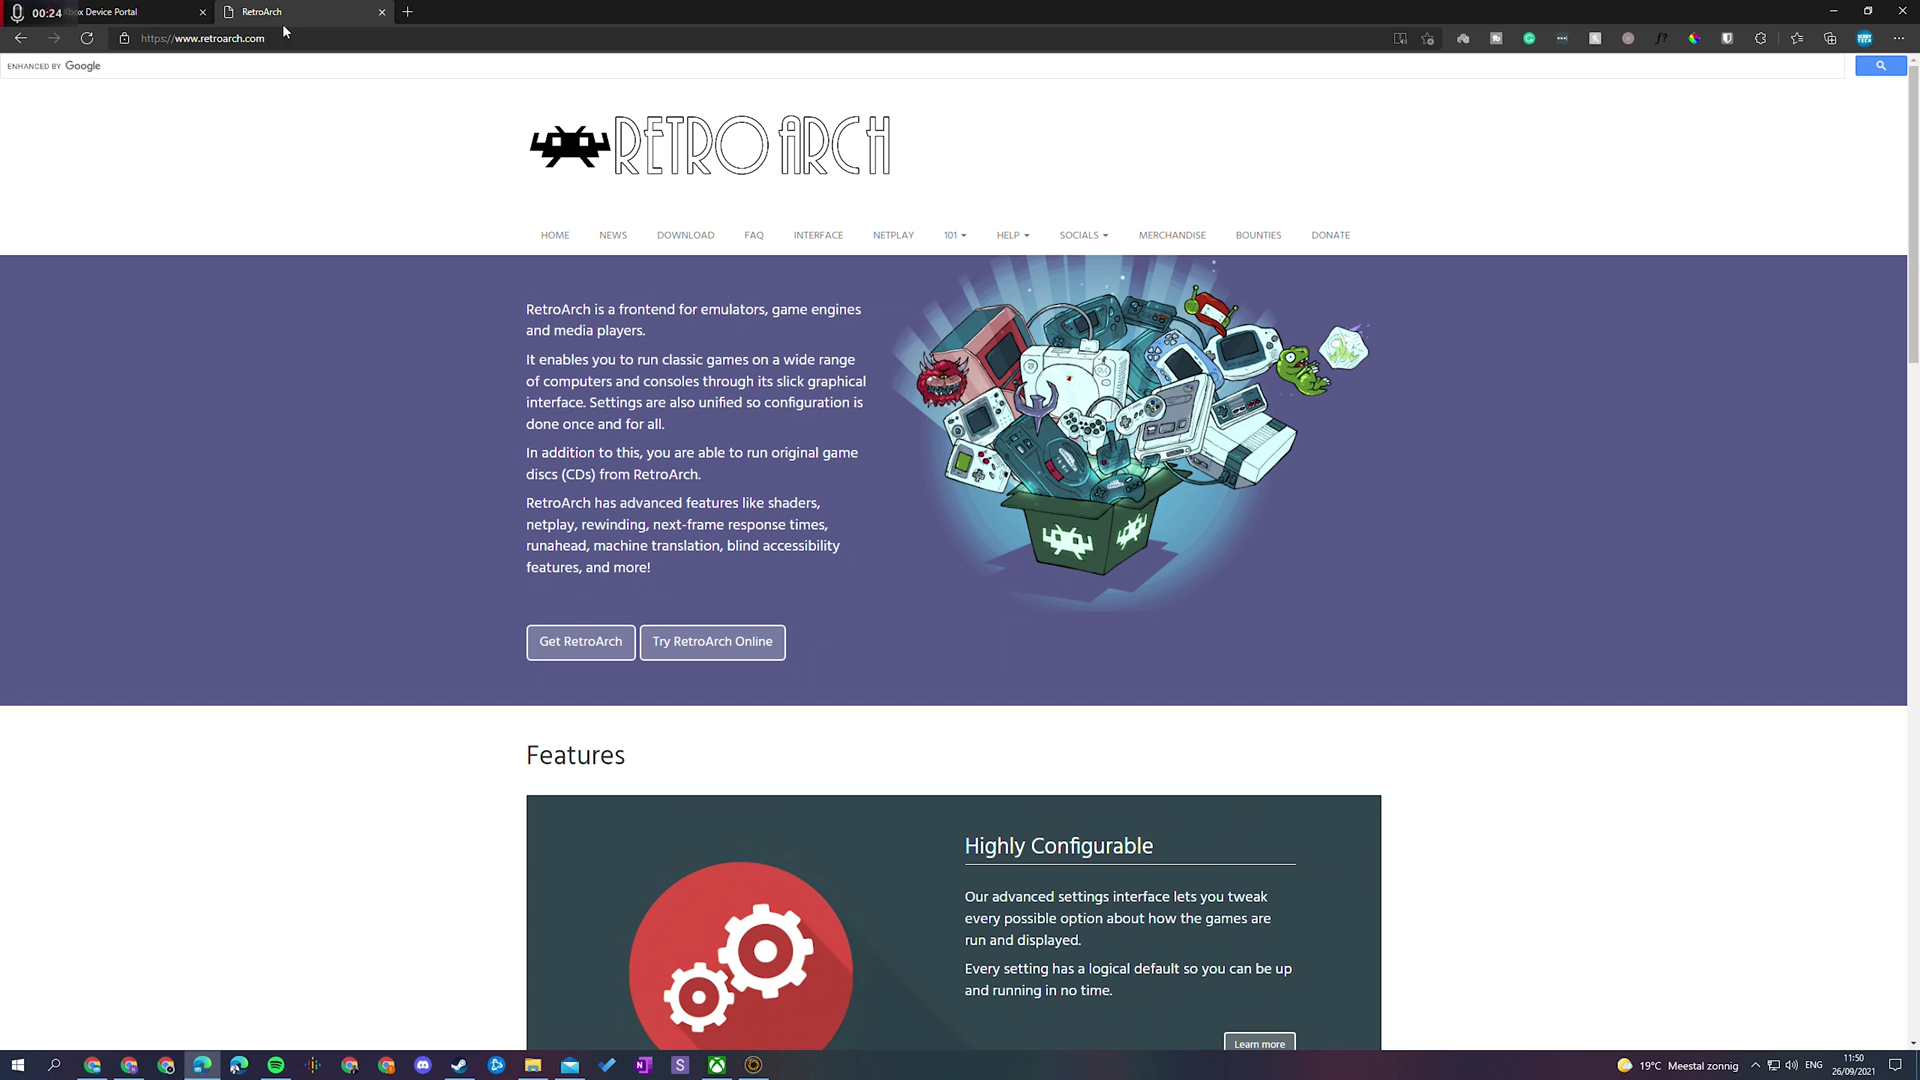 00:24
box Device Portal
RetroArch
https://www.retroarch.com
ENHANCED BY Google
RETROARCH
HOME
NEWS
DOWNLOAD
FAQ
INTERFACE
NETPLAY
101
HELP
SOCIALS
MERCHANDISE
BOUNTIES
DONATE
RetroArch is a frontend for emulators, game engines
and media players.
It enables you to run classic games on a wide range
of computers and consoles through its slick graphical
interface. Settings are also unified so configuration is
done once and for all.
In addition to this, you are able to run original game
discs (CDs) from RetroArch.
RetroArch has advanced features like shaders,
netplay, rewinding, next-frame response times,
runahead, machine translation, blind accessibility
features, and more!
Get RetroArch
Try RetroArch Online
Features
Highly Configurable
Our advanced settings interface lets you tweak
every possible option about how the games are
run and displayed.
Every setting has a logical default so you can be up
and running in no time.
Learn more
19°C Meestal zonnig
ENG
11:50
26/09/2021